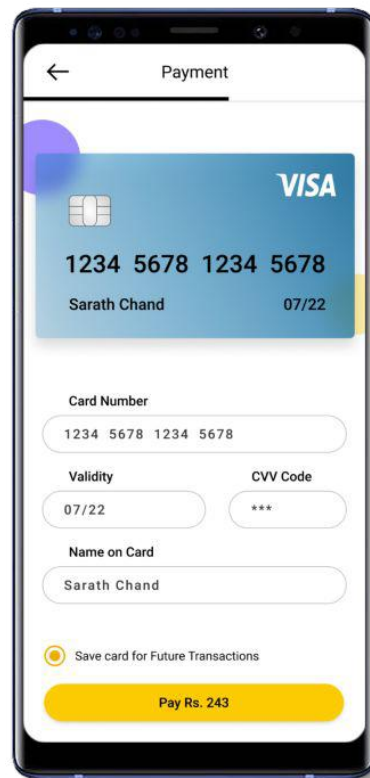 Payment
VISA
1234 5678 1234 5678
Sarath Chand 07/22
Card Number
1234 5678 1234 5678
Validity CVV Code
07/22 ***
Name on Card
Sarath Chand
Save card for Future Transactions
Pay Rs. 243